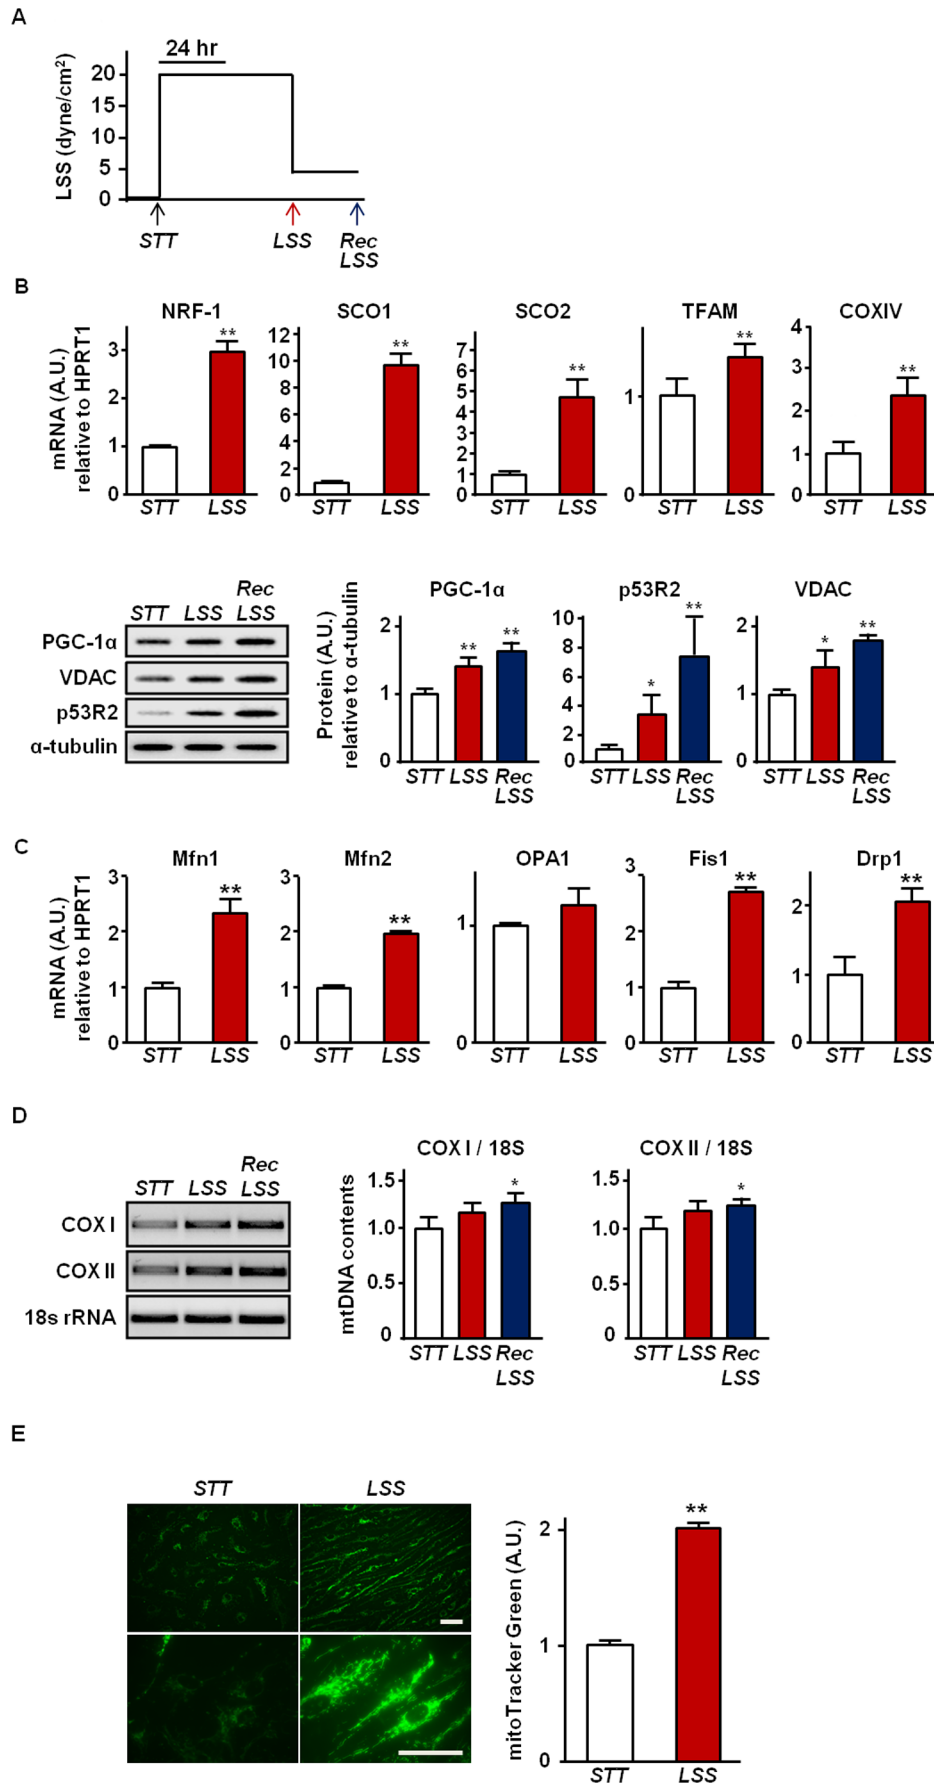 A
24 hr
LSS (dyne/cm²)
20
15
10
5
0
STT
LSS
Rec
LSS
B
mRNA (A.U.)
relative to HPRT1
NRF-1
3
2
1
0
STT
LSS
**
SCO1
12
10
8
6
4
2
0
STT
LSS
**
SCO2
7
6
5
4
3
2
1
0
STT
LSS
**
TFAM
1
0
STT
LSS
**
COXIV
4
3
2
1
0
STT
LSS
**
STT
LSS
Rec
LSS
PGC-1α
VDAC
p53R2
α-tubulin
Protein (A.U.)
relative to α-tubulin
PGC-1α
2
1
0
**
**
STT
LSS
Rec
LSS
p53R2
10
8
6
4
2
0
*
**
STT
LSS
Rec
LSS
VDAC
2
1
0
*
**
STT
LSS
Rec
LSS
C
mRNA (A.U.)
relative to HPRT1
Mfn1
3
2
1
0
**
STT
LSS
Mfn2
3
2
1
0
**
STT
LSS
OPA1
1
0
STT
LSS
Fis1
3
2
1
0
**
STT
LSS
Drp1
2
1
0
**
STT
LSS
D
STT
LSS
Rec
LSS
COX I
COX II
18s rRNA
mtDNA contents
COX I / 18S
1.5
1.0
0.5
0
*
STT
LSS
Rec
LSS
COX II / 18S
1.5
1.0
0.5
0
*
STT
LSS
Rec
LSS
E
STT
LSS
mitoTracker Green (A.U.)
2
1
0
**
STT
LSS